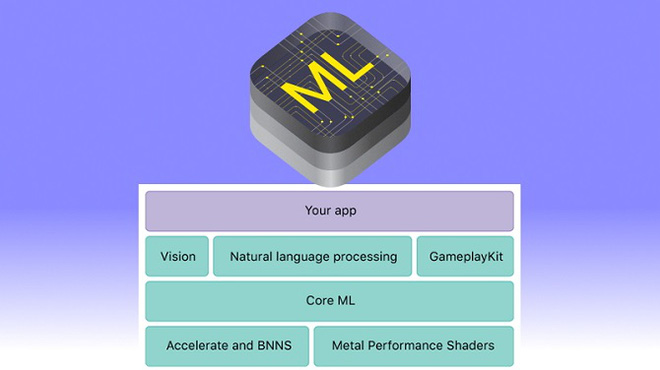 ML
Your app
Vision Natural language processing GameplayKit
Core ML
Accelerate and BNNS Metal Performance Shaders